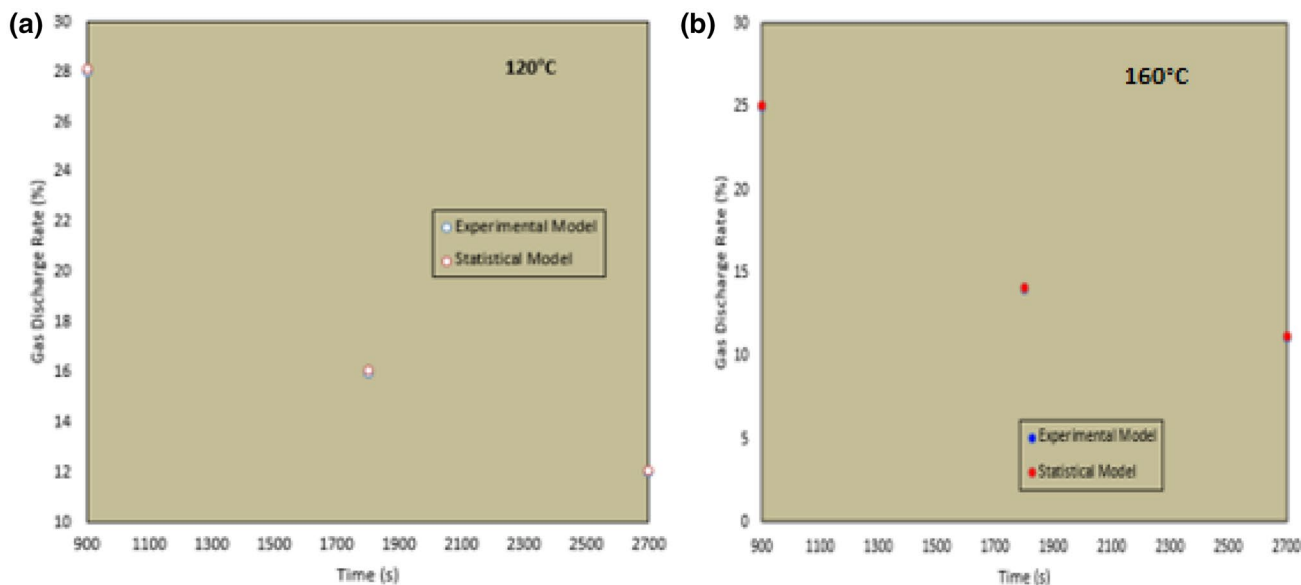 (a)
30
28
26
24
22
20
18
16
14
12
10
Gas Discharge Rate (%)
120°C
Experimental Model
Statistical Model
900 1100 1300 1500 1700 1900 2100 2300 2500 2700
Time (s)
(b)
30
25
20
15
10
5
0
Gas Discharge Rate (%)
160°C
Experimental Model
Statistical Model
900 1100 1300 1500 1700 1900 2100 2300 2500 2700
Time (s)